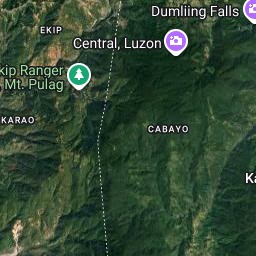 Dumliing Falls
EKIP
Central, Luzon
kip Ranger
Mt. Pulag
KARAO
CABAYO
Ka